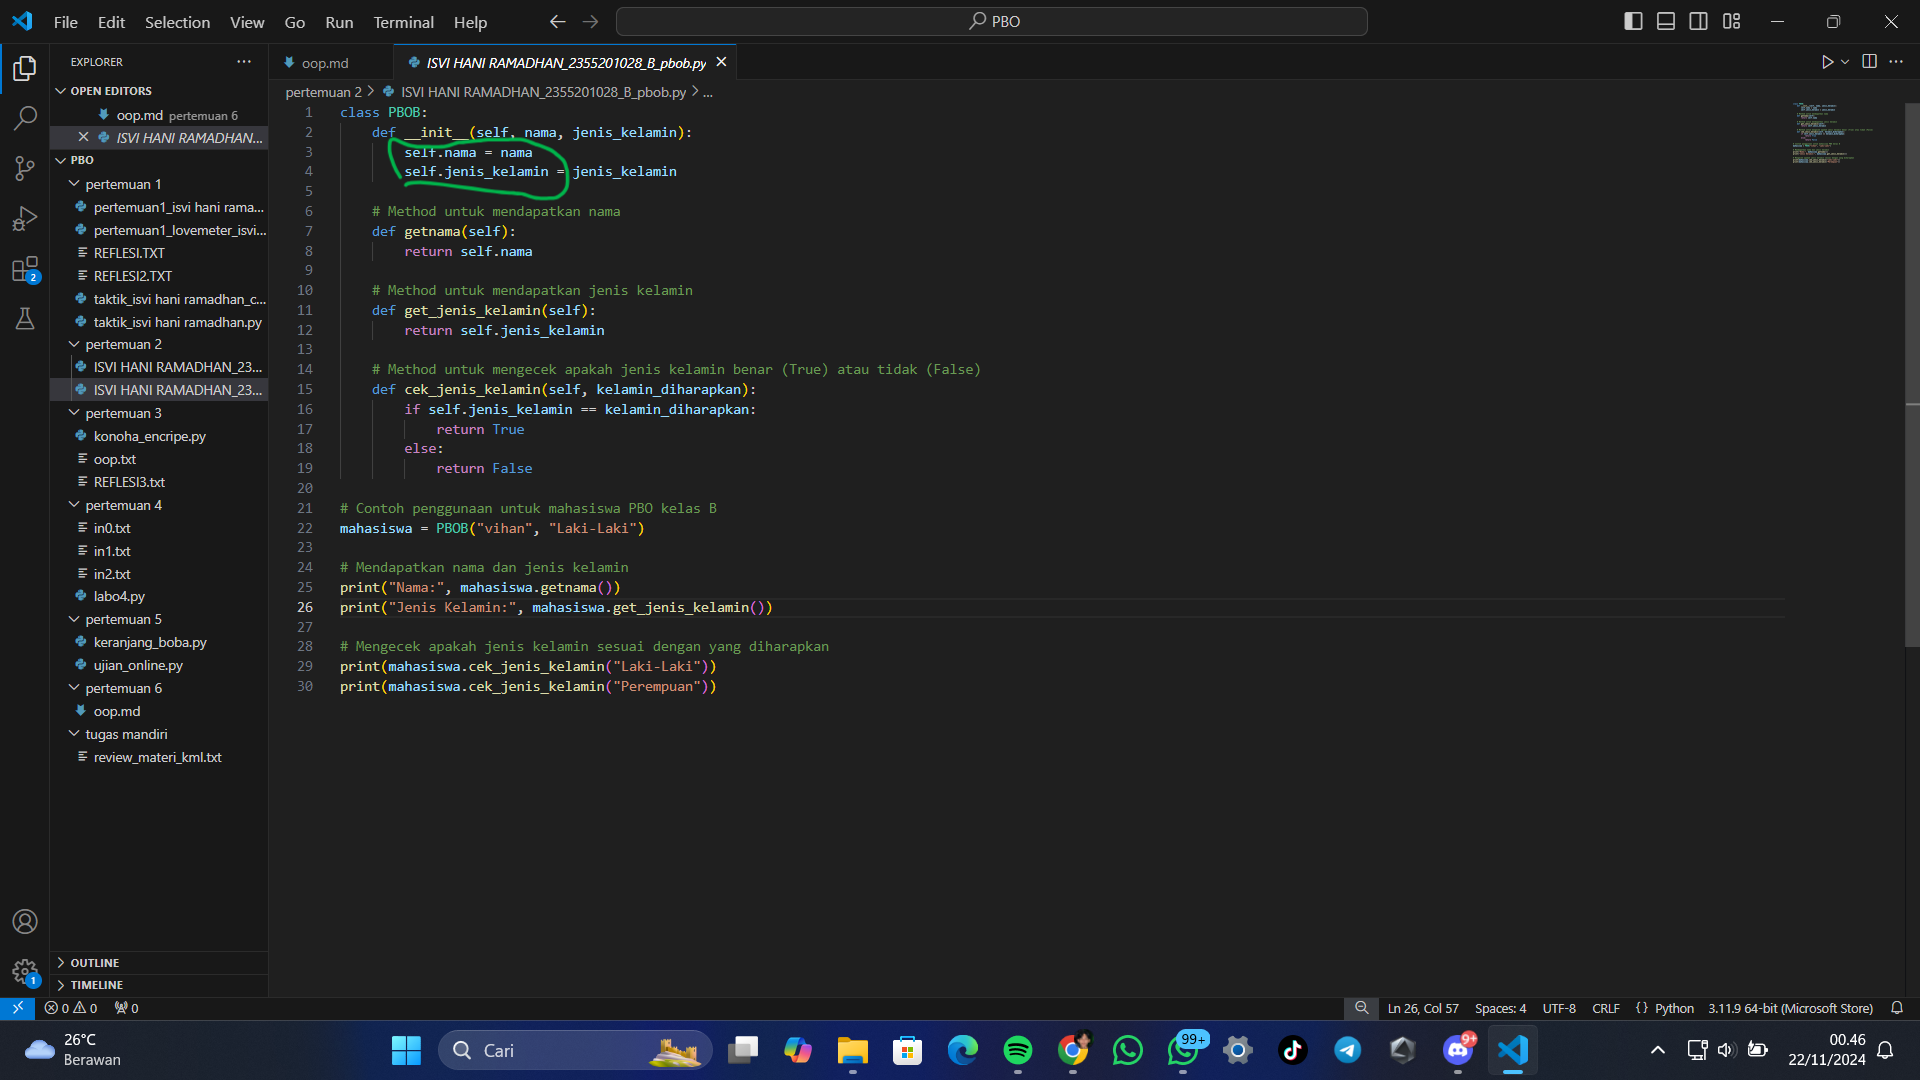 File Edit Selection View Go Run Terminal Help
PBO
EXPLORER
OPEN EDITORS
oop.md pertemuan 6
ISVI HANI RAMADHAN...
PBO
pertemuan 1
pertemuan1_isvi hani rama...
pertemuan1_lovemeter_isvi...
REFLESI.TXT
REFLESI2.TXT
taktik_isvi hani ramadhan_c...
taktik_isvi hani ramadhan.py
pertemuan 2
ISVI HANI RAMADHAN_23...
ISVI HANI RAMADHAN_23...
pertemuan 3
konoha_encripe.py
oop.txt
REFLESI3.txt
pertemuan 4
in0.txt
in1.txt
in2.txt
labo4.py
pertemuan 5
keranjang_boba.py
ujian_online.py
pertemuan 6
oop.md
tugas mandiri
review_materi_kml.txt
OUTLINE
TIMELINE
2
1
oop.md
ISVI HANI RAMADHAN_2355201028_B_pbob.py
pertemuan 2 > ISVI HANI RAMADHAN_2355201028_B_pbob.py > ...
1 class PBOB:
2 def __init__(self, nama, jenis_kelamin):
3 self.nama = nama
4 self.jenis_kelamin = jenis_kelamin
5
6 # Method untuk mendapatkan nama
7 def getnama(self):
8 return self.nama
9
10 # Method untuk mendapatkan jenis kelamin
11 def get_jenis_kelamin(self):
12 return self.jenis_kelamin
13
14 # Method untuk mengecek apakah jenis kelamin benar (True) atau tidak (False)
15 def cek_jenis_kelamin(self, kelamin_diharapkan):
16 if self.jenis_kelamin == kelamin_diharapkan:
17 return True
18 else:
19 return False
20
21 # Contoh penggunaan untuk mahasiswa PBO kelas B
22 mahasiswa = PBOB("vihan", "Laki-Laki")
23
24 # Mendapatkan nama dan jenis kelamin
25 print("Nama:", mahasiswa.getnama())
26 print("Jenis Kelamin:", mahasiswa.get_jenis_kelamin())
27
28 # Mengecek apakah jenis kelamin sesuai dengan yang diharapkan
29 print(mahasiswa.cek_jenis_kelamin("Laki-Laki"))
30 print(mahasiswa.cek_jenis_kelamin("Perempuan"))
0 0 0
Ln 26, Col 57 Spaces: 4 UTF-8 CRLF {} Python 3.11.9 64-bit (Microsoft Store)
26°C
Berawan
Cari
99+
9+
00.46
22/11/2024